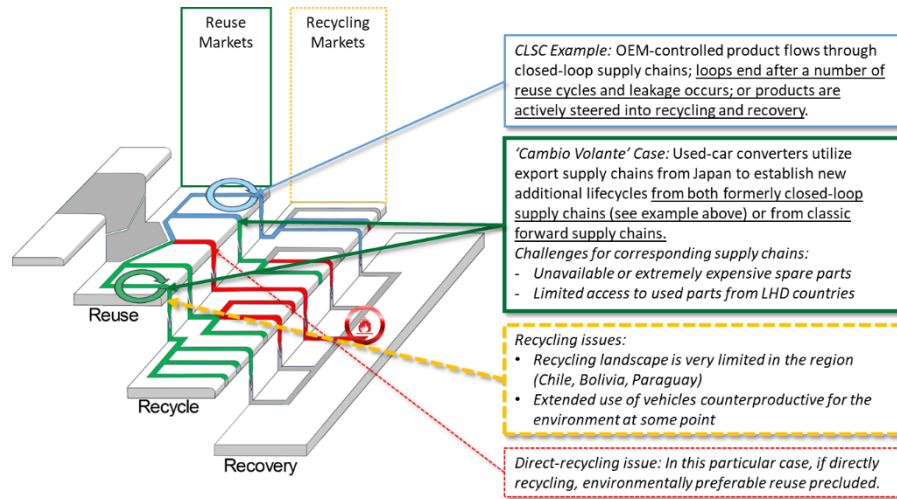 Reuse
Markets
Recycling
Markets
CLSC Example: OEM-controlled product flows through
closed-loop supply chains; loops end after a number of
reuse cycles and leakage occurs; or products are
actively steered into recycling and recovery.
'Cambio Volante' Case: Used-car converters utilize
export supply chains from Japan to establish new
additional lifecycles from both formerly closed-loop
supply chains (see example above) or from classic
forward supply chains.
Challenges for corresponding supply chains:
- Unavailable or extremely expensive spare parts
- Limited access to used parts from LHD countries
Reuse
Recycling issues:
• Recycling landscape is very limited in the region
(Chile, Bolivia, Paraguay)
• Extended use of vehicles counterproductive for the
environment at some point
Recycle
Recovery
Direct-recycling issue: In this particular case, if directly
recycling, environmentally preferable reuse precluded.